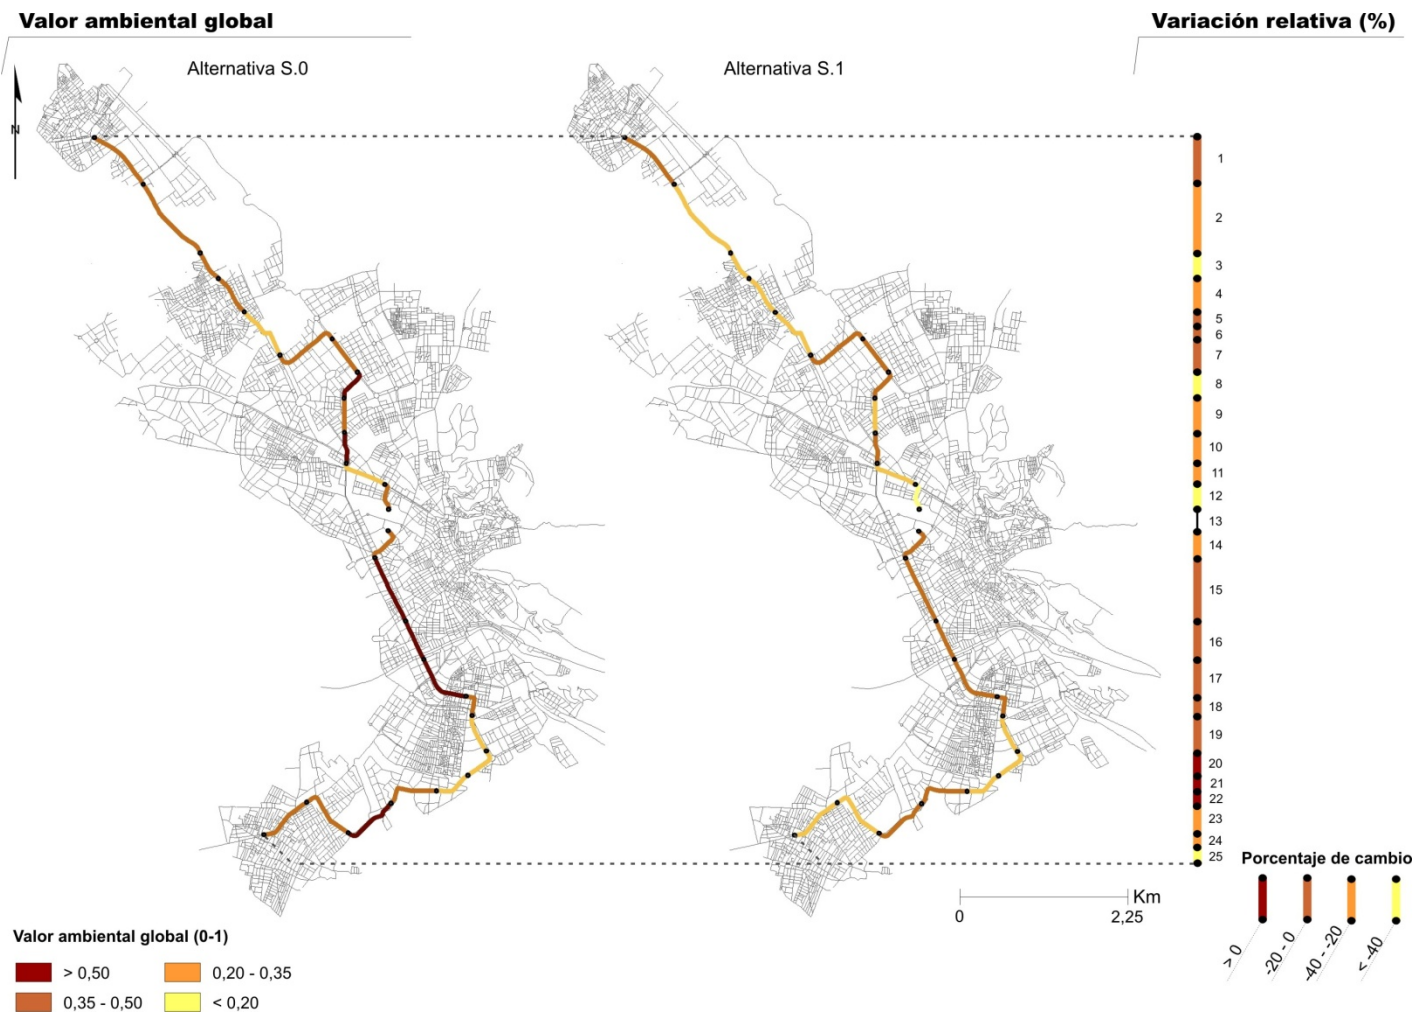 Valor ambiental global
Variación relativa (%)
Alternativa S.0
Alternativa S.1
N
1
2
3
4
5
6
7
8
9
10
11
12
13
14
15
16
17
18
19
20
21
22
23
24
25
Porcentaje de cambio
> 0
-20 - 0
-40 - -20
< -40
Km
0
2,25
Valor ambiental global (0-1)
> 0,50
0,20 - 0,35
0,35 - 0,50
< 0,20